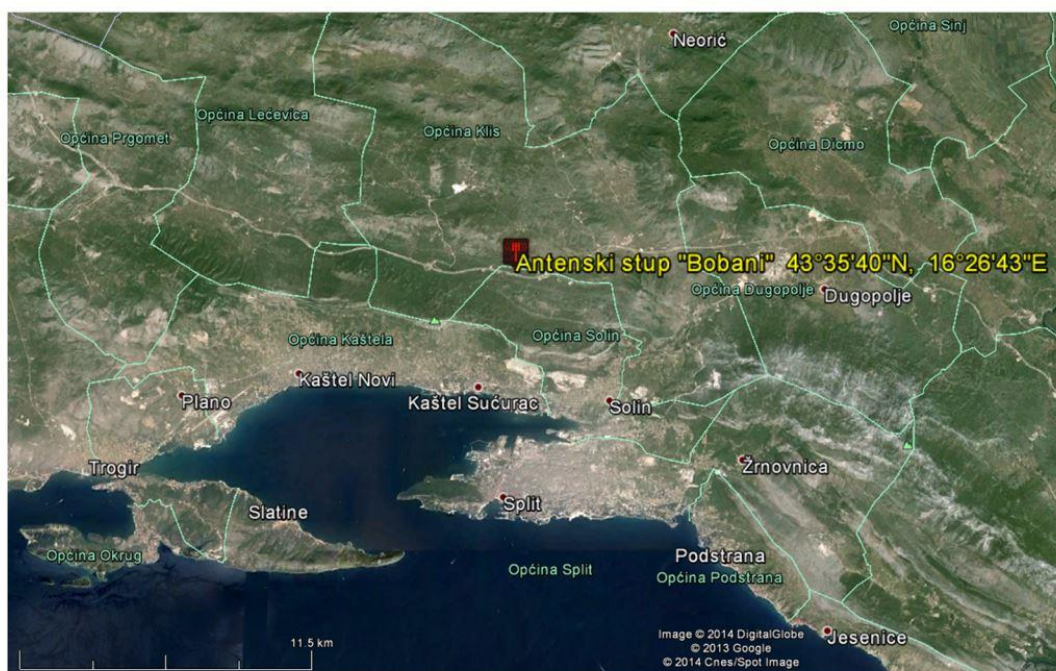 Općina Sinj
Neorić
Općina Lećevica
Općina Prgomet
Općina Klis
Općina Dicmo
Antenski stup "Bobani" 43°35'40"N, 16°26'43"E
Općina Dugopolje
Dugopolje
Općina Kaštela
Općina Solin
Kaštel Novi
Kaštel Sućurac
Plano
Solin
Trogir
Žrnovnica
Split
Slatine
Općina Okrug
Općina Split
Podstrana
Općina Podstrana
Jesenice
11.5 km
Image © 2014 DigitalGlobe
© 2013 Google
© 2014 Cnes/Spot Image